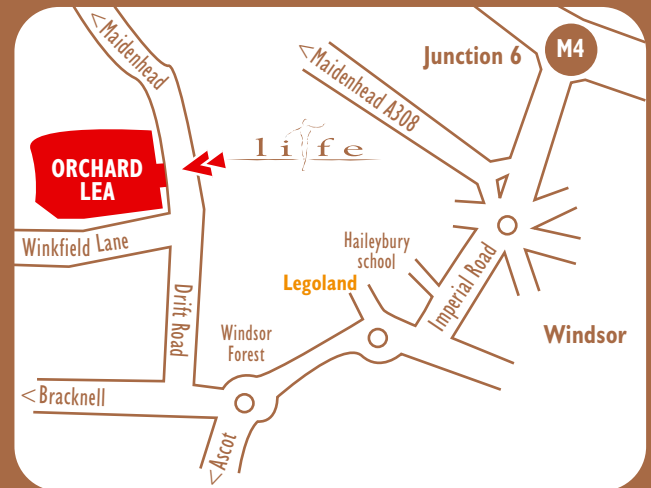 <Maidenhead
Junction 6
M4
<Maidenhead A308
life
ORCHARD
LEA
Winkfield Lane
Haileybury
school
Legoland
Imperial Road
Drift Road
Windsor
Forest
Windsor
<Bracknell
<Ascot